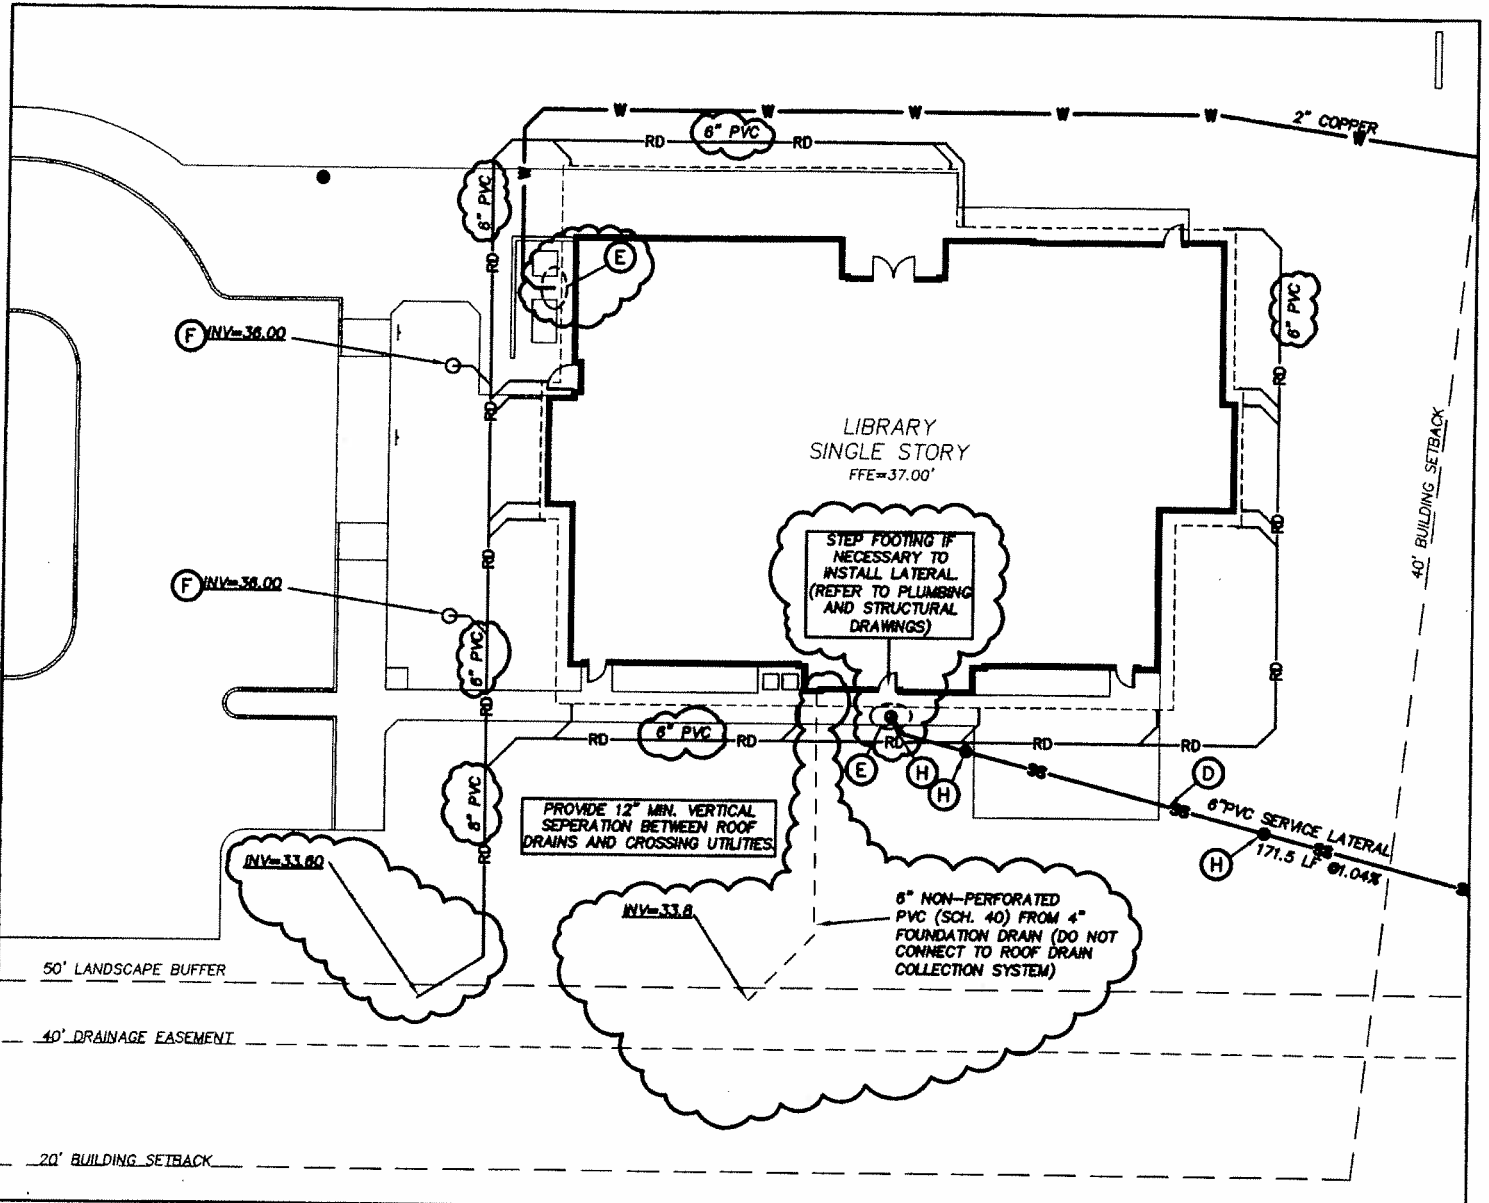 W W W W W
2" COPPER
W
6" PVC
RD RD
W
6" PVC
RD
E
6" PVC
F INV=36.00
RD
RD
LIBRARY
SINGLE STORY
FFE=37.00'
40' BUILDING SETBACK
STEP FOOTING IF
NECESSARY TO
INSTALL LATERAL.
(REFER TO PLUMBING
AND STRUCTURAL
DRAWINGS)
RD
RD
F INV=36.00
6" PVC
RD
RD
RD 6" PVC RD RD RD RD
E H H
SS
D
8" PVC
RD
PROVIDE 12" MIN. VERTICAL
SEPERATION BETWEEN ROOF
DRAINS AND CROSSING UTILITIES.
SS
6"PVC SERVICE LATERAL
SS
171.5 LF @1.04%
H
INV=33.60
INV=33.8
6" NON-PERFORATED
PVC (SCH. 40) FROM 4"
FOUNDATION DRAIN (DO NOT
CONNECT TO ROOF DRAIN
COLLECTION SYSTEM)
50' LANDSCAPE BUFFER
40' DRAINAGE EASEMENT
20' BUILDING SETBACK